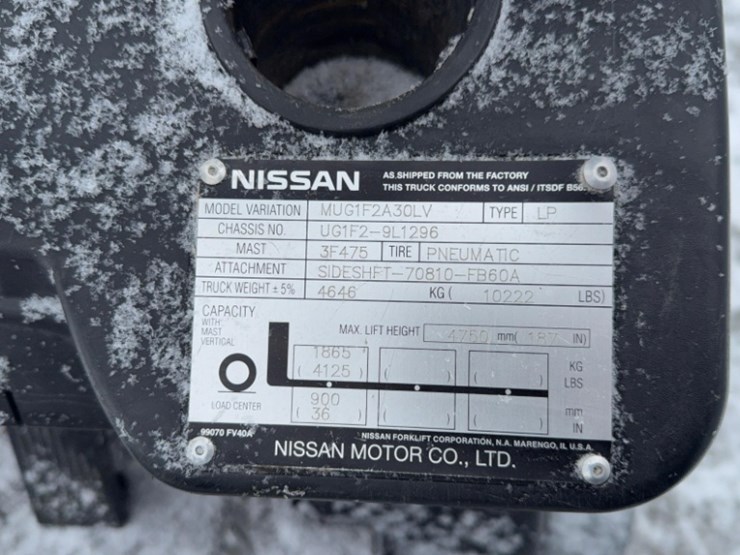 NISSAN
AS SHIPPED FROM THE FACTORY
THIS TRUCK CONFORMS TO ANSI / ITSDF
MODEL VARIATION MUG1F2A30LV TYPE LP
CHASSIS NO. UG1F2-9L1296
MAST 3F475 TIRE PNEUMATIC
ATTACHMENT SIDESHFT-70810-FB60A
TRUCK WEIGHT ± 5% 4646 KG ( 10222 LBS)
CAPACITY
WITH
MAST
VERTICAL
MAX. LIFT HEIGHT 4750 mm( 187 IN)
1865 KG
( 4125 ) ( ) ( ) LBS
LOAD CENTER
900 mm
( 36 ) ( ) ( ) IN
99070 FV40A
NISSAN FORKLIFT CORPORATION, N.A. MARENGO, IL U.S.A.
NISSAN MOTOR CO., LTD.